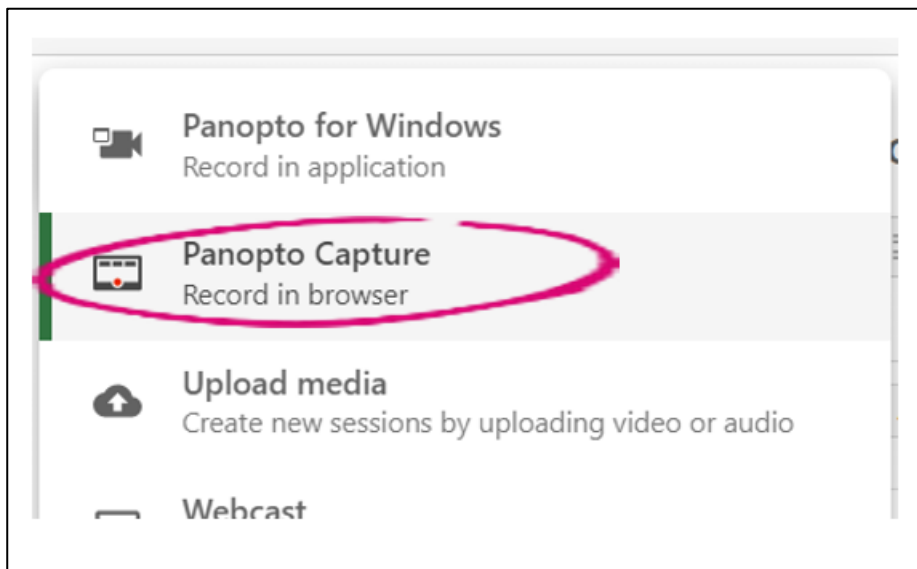 Panopto for Windows
Record in application
Panopto Capture
Record in browser
Upload media
Create new sessions by uploading video or audio
Webcast